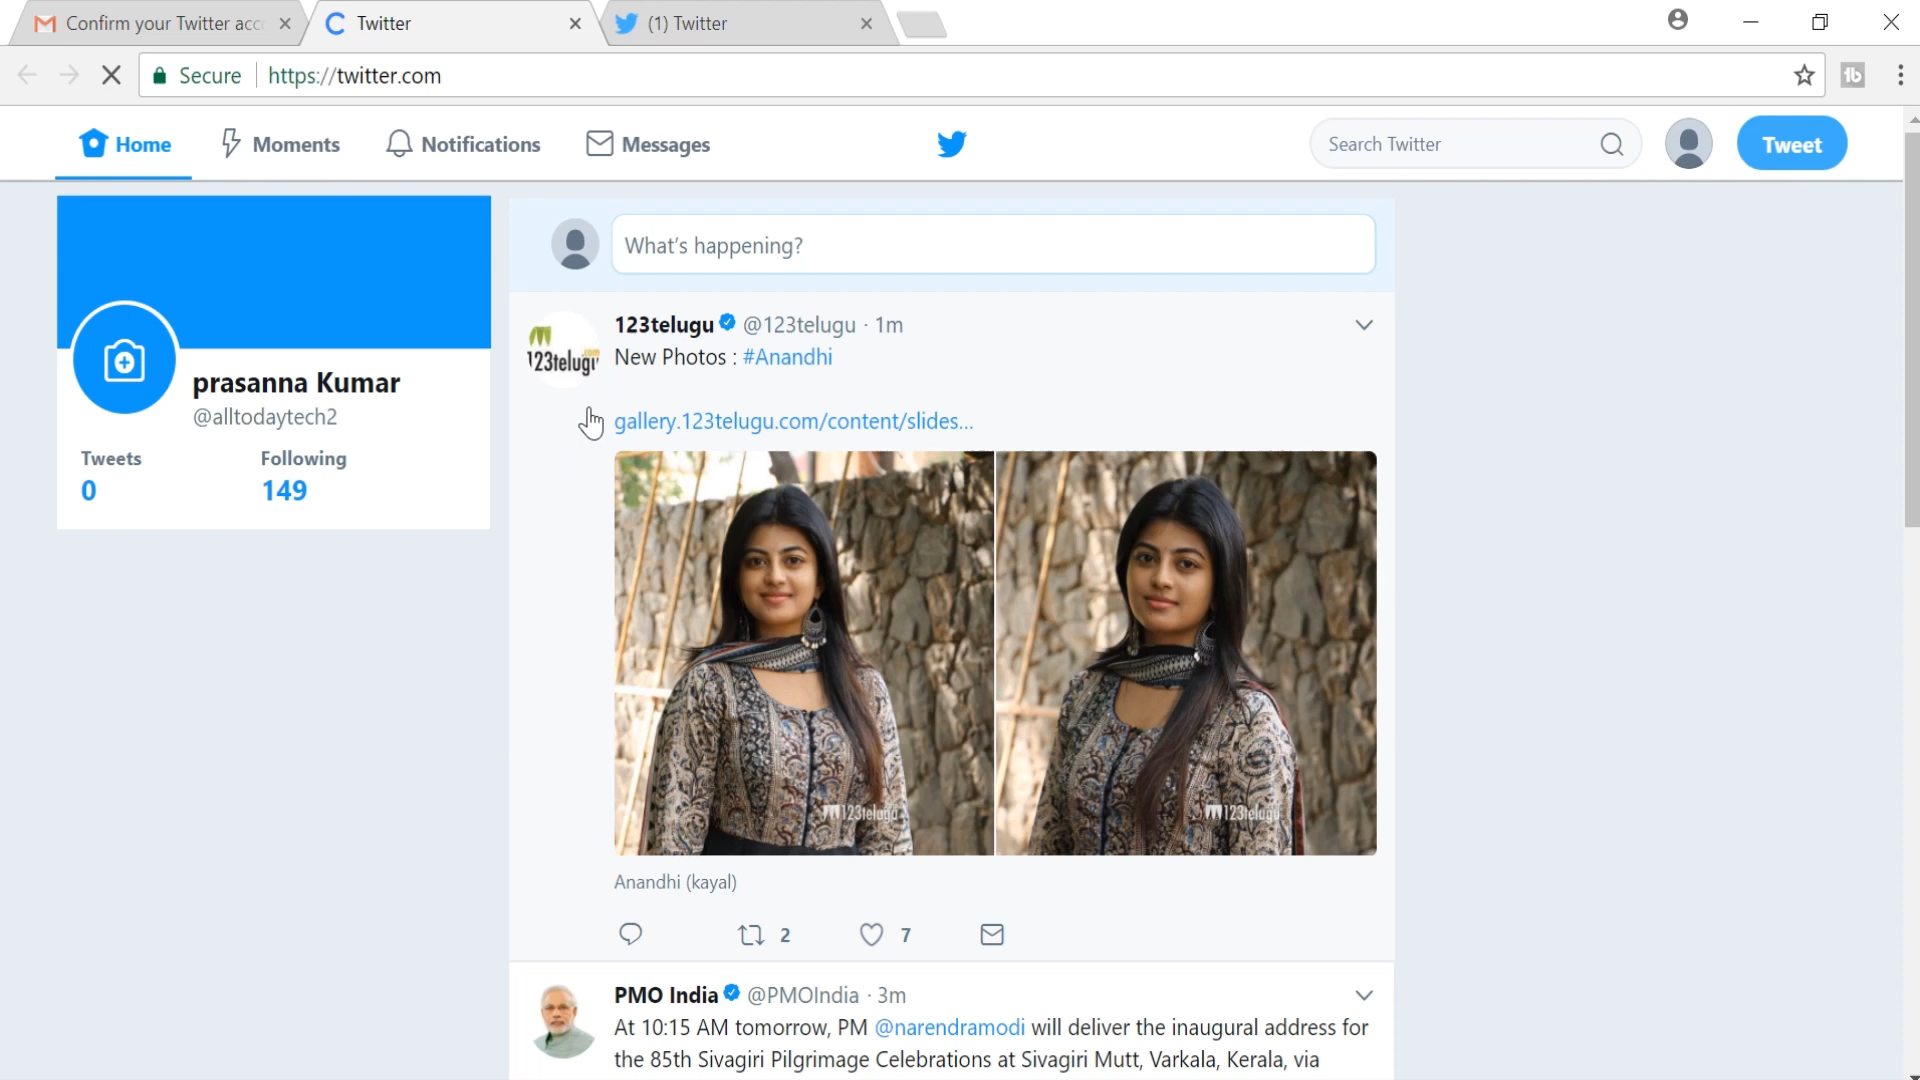 Confirm your Twitter acc
Twitter
(1) Twitter
Secure
https://twitter.com
Home
Moments
Notifications
Messages
Search Twitter
Tweet
What's happening?
prasanna Kumar
@alltodaytech2
Tweets
Following
0
149
123telugu
123telugu @123telugu · 1m
New Photos : #Anandhi
gallery.123telugu.com/content/slides...
123telugu
123telugu
Anandhi (kayal)
2
7
PMO India @PMOIndia · 3m
At 10:15 AM tomorrow, PM @narendramodi will deliver the inaugural address for
the 85th Sivagiri Pilgrimage Celebrations at Sivagiri Mutt, Varkala, Kerala, via